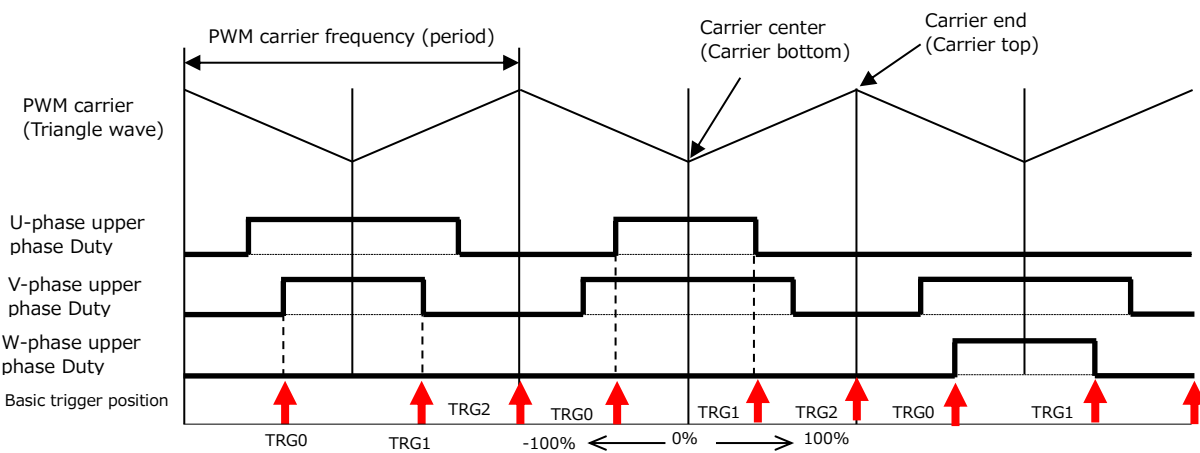 PWM carrier frequency (period)
Carrier center
(Carrier bottom)
Carrier end
(Carrier top)
PWM carrier
(Triangle wave)
U-phase upper
phase Duty
V-phase upper
phase Duty
W-phase upper
phase Duty
Basic trigger position
TRG0
TRG1
TRG2
TRG0
TRG1
TRG2
TRG0
TRG1
-100%
0%
100%